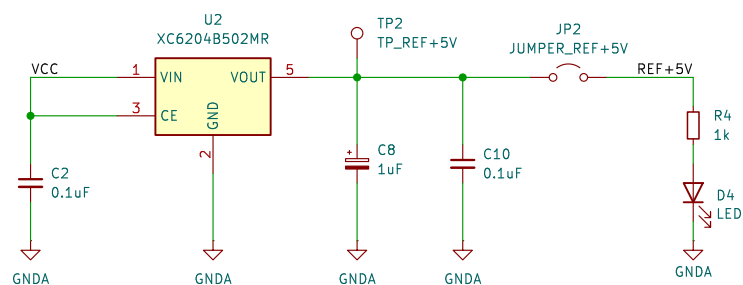 U2
XC6204B502MR
TP2
TP_REF+5V
JP2
JUMPER_REF+5V
VCC
1
VIN
VOUT
5
REF+5V
3
CE
GND
2
R4
1k
C2
0.1uF
+
C8
1uF
C10
0.1uF
D4
LED
GNDA
GNDA
GNDA
GNDA
GNDA